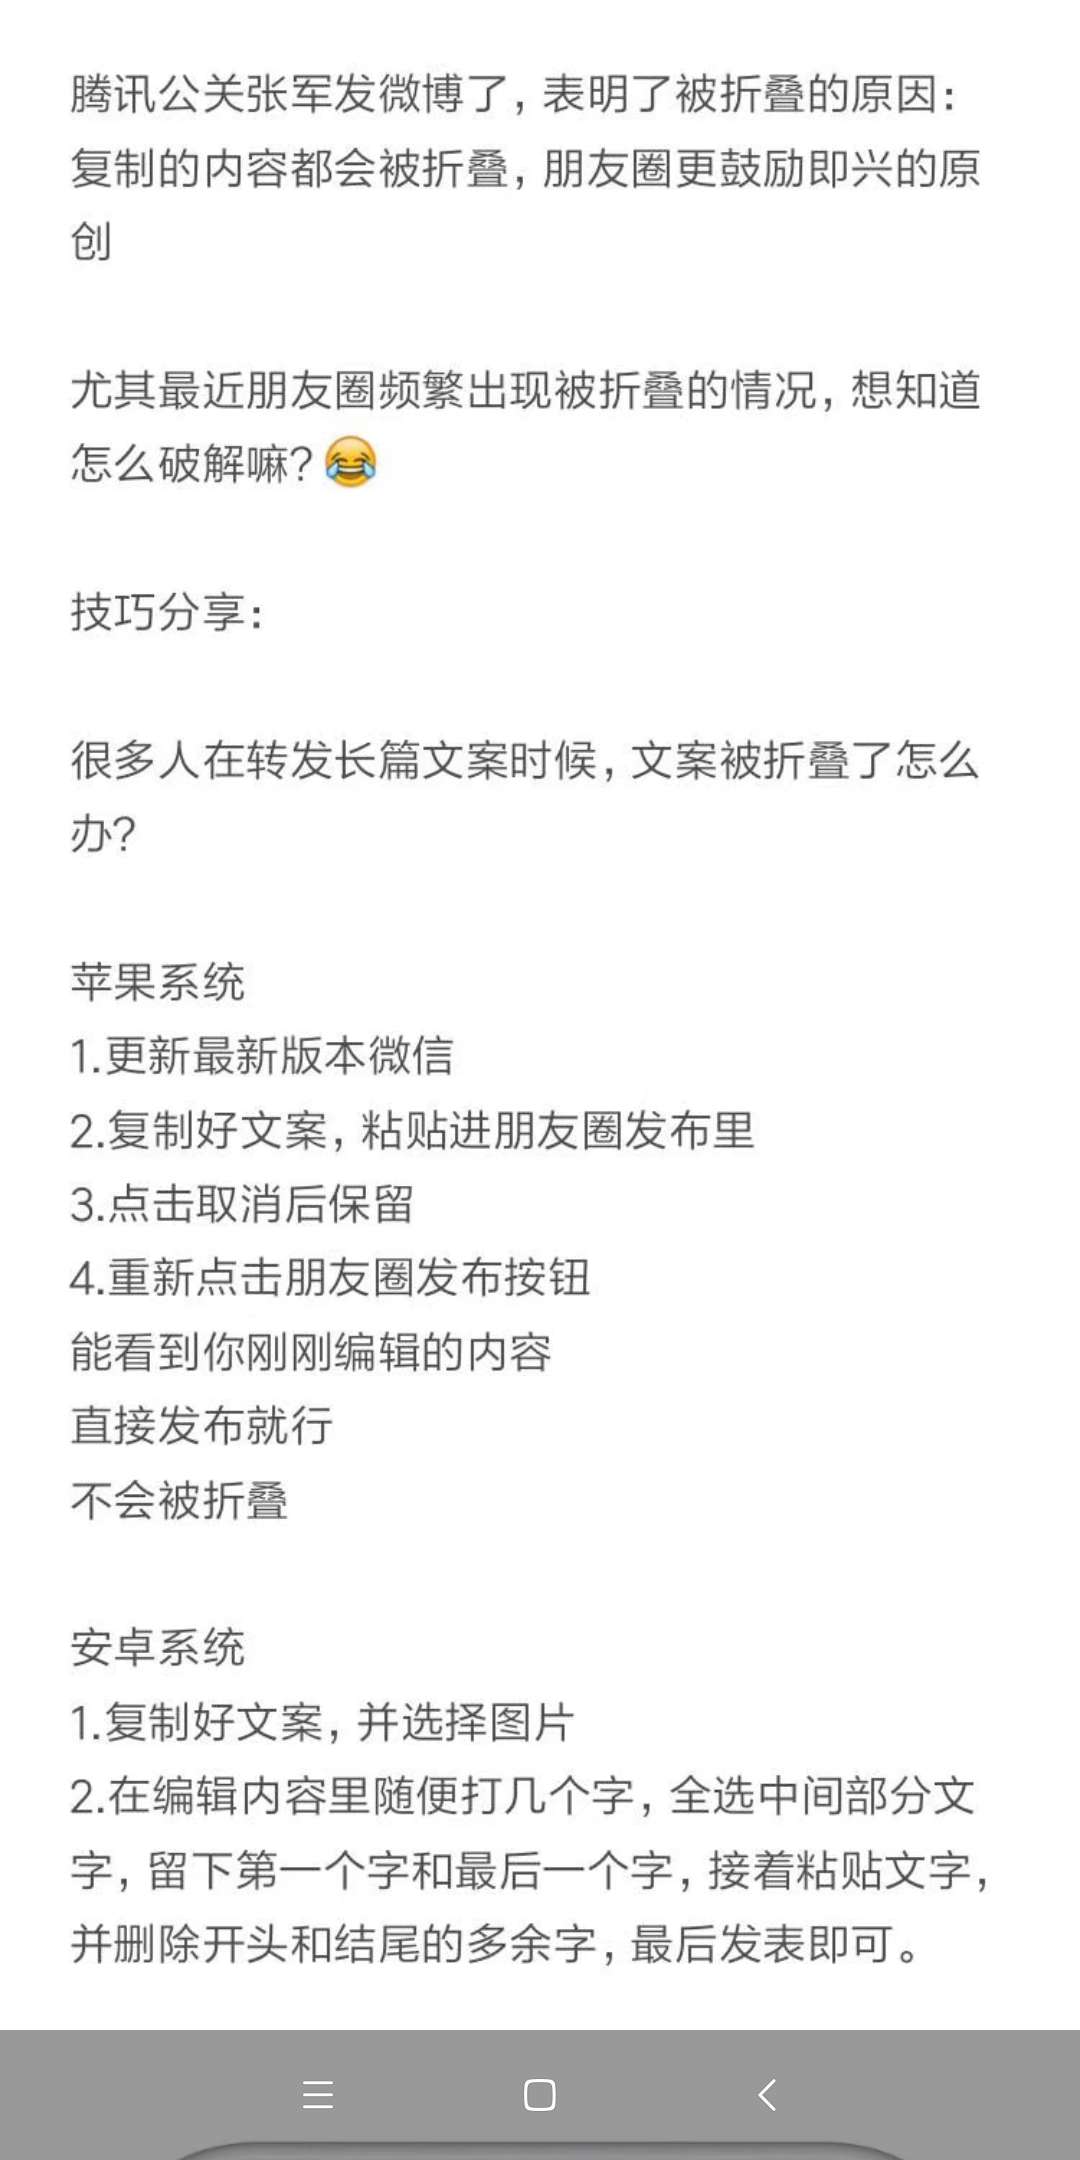 腾讯公关张军发微博了，表明了被折叠的原因：
复制的内容都会被折叠，朋友圈更鼓励即兴的原
创
尤其最近朋友圈频繁出现被折叠的情况，想知道
怎么破解嘛？😂
技巧分享：
很多人在转发长篇文案时候，文案被折叠了怎么
办？
苹果系统
1.更新最新版本微信
2.复制好文案，粘贴进朋友圈发布里
3.点击取消后保留
4.重新点击朋友圈发布按钮
能看到你刚刚编辑的内容
直接发布就行
不会被折叠
安卓系统
1.复制好文案，并选择图片
2.在编辑内容里随便打几个字，全选中间部分文
字，留下第一个字和最后一个字，接着粘贴文字，
并删除开头和结尾的多余字，最后发表即可。